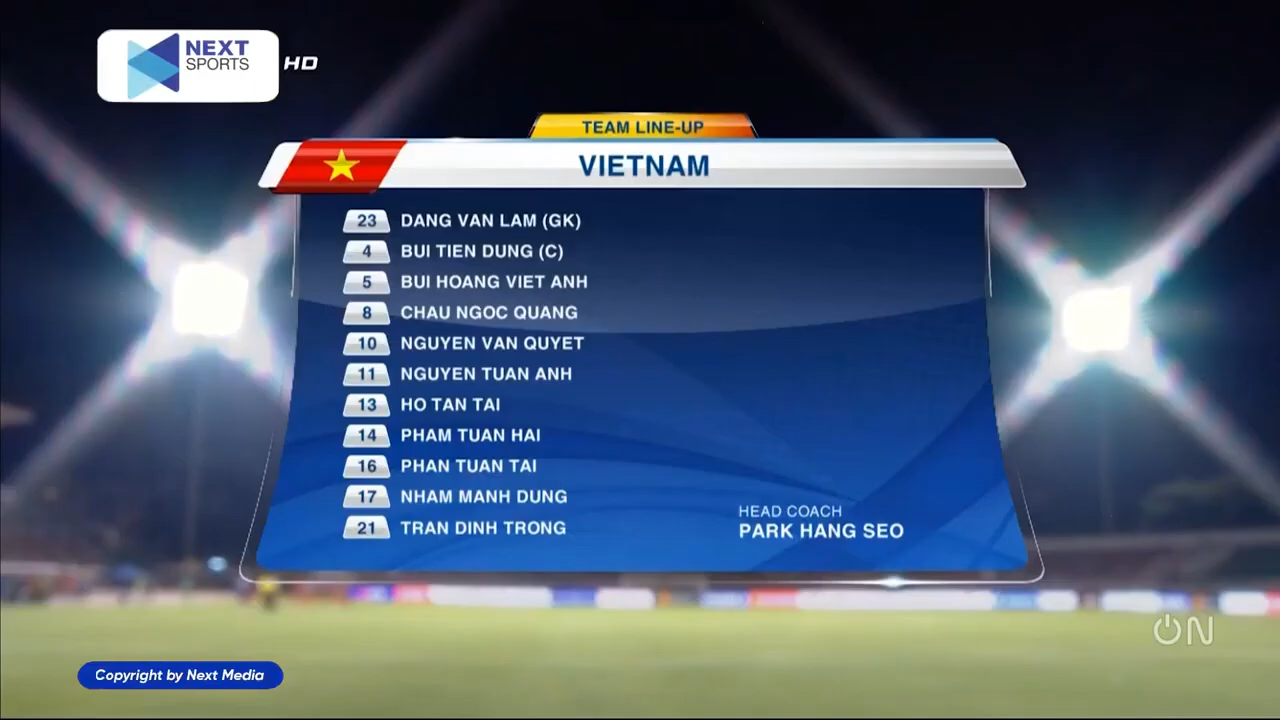 NEXT
SPORTS
HD
TEAM LINE-UP
VIETNAM
23 DANG VAN LAM (GK)
4 BUI TIEN DUNG (C)
5 BUI HOANG VIET ANH
8 CHAU NGOC QUANG
10 NGUYEN VAN QUYET
11 NGUYEN TUAN ANH
13 HO TAN TAI
14 PHAM TUAN HAI
16 PHAN TUAN TAI
17 NHAM MANH DUNG
21 TRAN DINH TRONG
HEAD COACH
PARK HANG SEO
ON
Copyright by Next Media